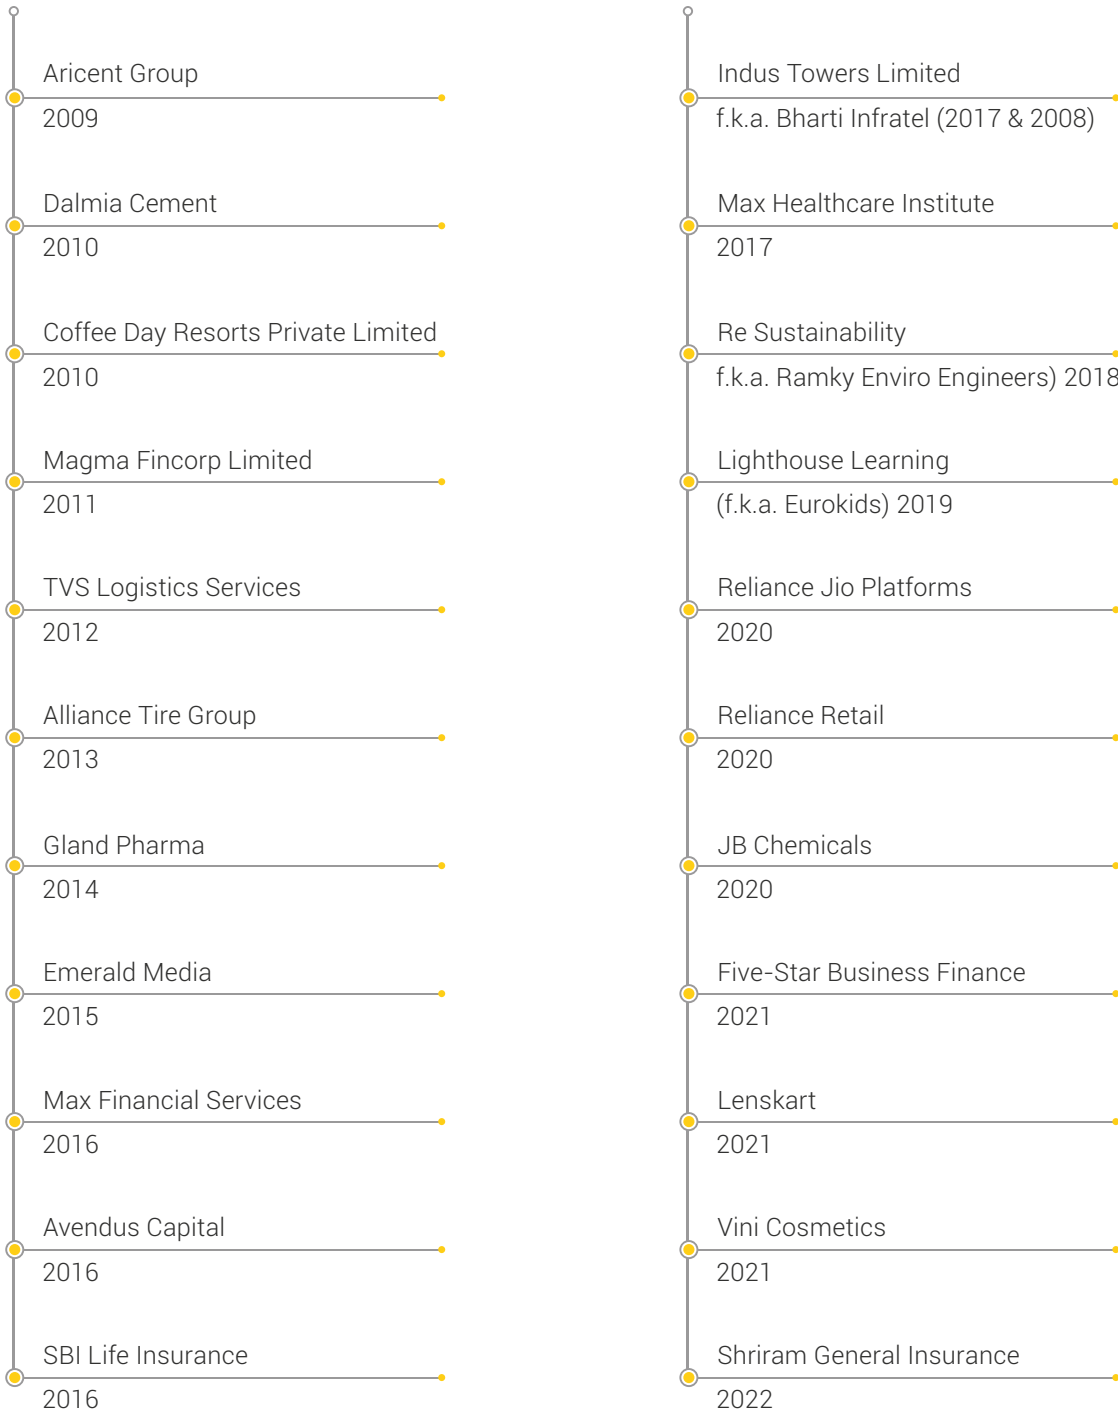 Aricent Group
2009
Dalmia Cement
2010
Coffee Day Resorts Private Limited
2010
Magma Fincorp Limited
2011
TVS Logistics Services
2012
Alliance Tire Group
2013
Gland Pharma
2014
Emerald Media
2015
Max Financial Services
2016
Avendus Capital
2016
SBI Life Insurance
2016
Indus Towers Limited
f.k.a. Bharti Infratel (2017 & 2008)
Max Healthcare Institute
2017
Re Sustainability
f.k.a. Ramky Enviro Engineers) 2018
Lighthouse Learning
(f.k.a. Eurokids) 2019
Reliance Jio Platforms
2020
Reliance Retail
2020
JB Chemicals
2020
Five-Star Business Finance
2021
Lenskart
2021
Vini Cosmetics
2021
Shriram General Insurance
2022